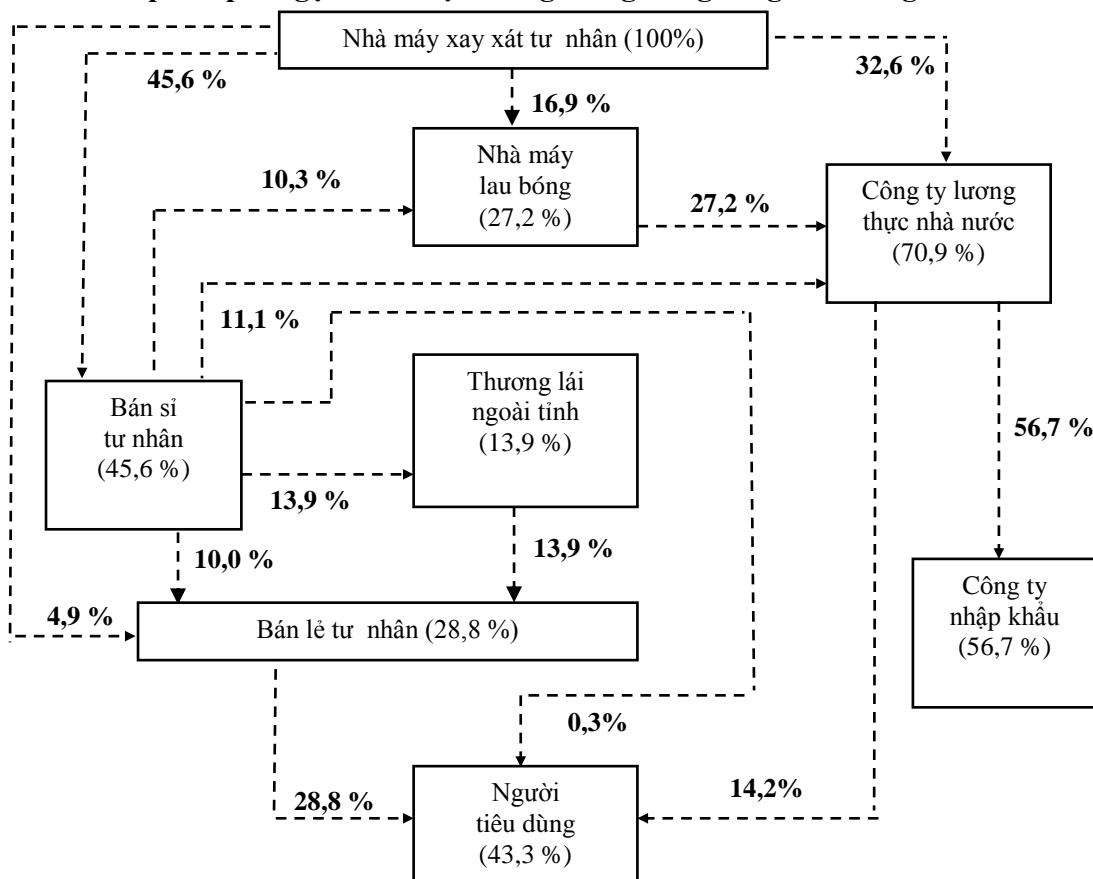 Nhà máy xay xát tư nhân (100%)
45,6 %
32,6 %
16,9 %
Nhà máy
lau bóng
(27,2 %)
10,3 %
27,2 %
Công ty lương
thực nhà nước
(70,9 %)
11,1 %
Bán sỉ
tư nhân
(45,6 %)
Thương lái
ngoài tỉnh
(13,9 %)
56,7 %
13,9 %
10,0 %
13,9 %
4,9 %
Bán lẻ tư nhân (28,8 %)
Công ty
nhập khẩu
(56,7 %)
0,3%
28,8 %
Người
tiêu dùng
(43,3 %)
14,2%